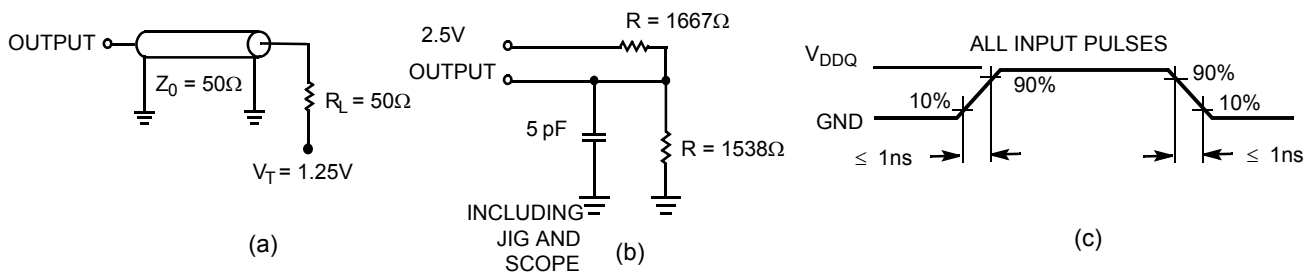 OUTPUT
Z0 = 50Ω
RL = 50Ω
VT = 1.25V
(a)
2.5V
OUTPUT
R = 1667Ω
5 pF
R = 1538Ω
INCLUDING
JIG AND
SCOPE
(b)
ALL INPUT PULSES
VDDQ
GND
10%
90%
90%
10%
≤ 1ns
≤ 1ns
(c)